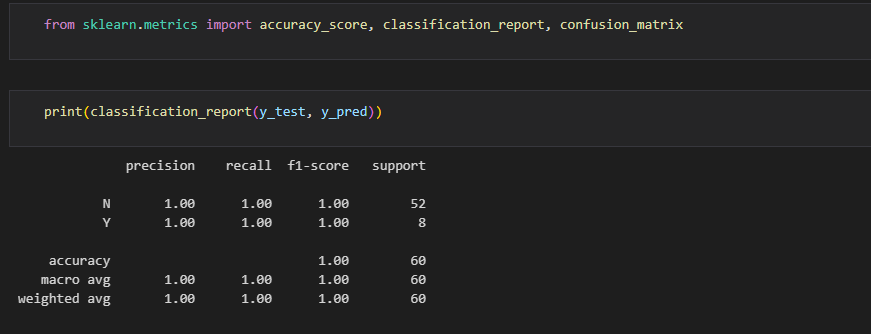 from sklearn.metrics import accuracy_score, classification_report, confusion_matrix
print(classification_report(y_test, y_pred))
precision recall f1-score support
N 1.00 1.00 1.00 52
Y 1.00 1.00 1.00 8
accuracy 1.00 60
macro avg 1.00 1.00 1.00 60
weighted avg 1.00 1.00 1.00 60